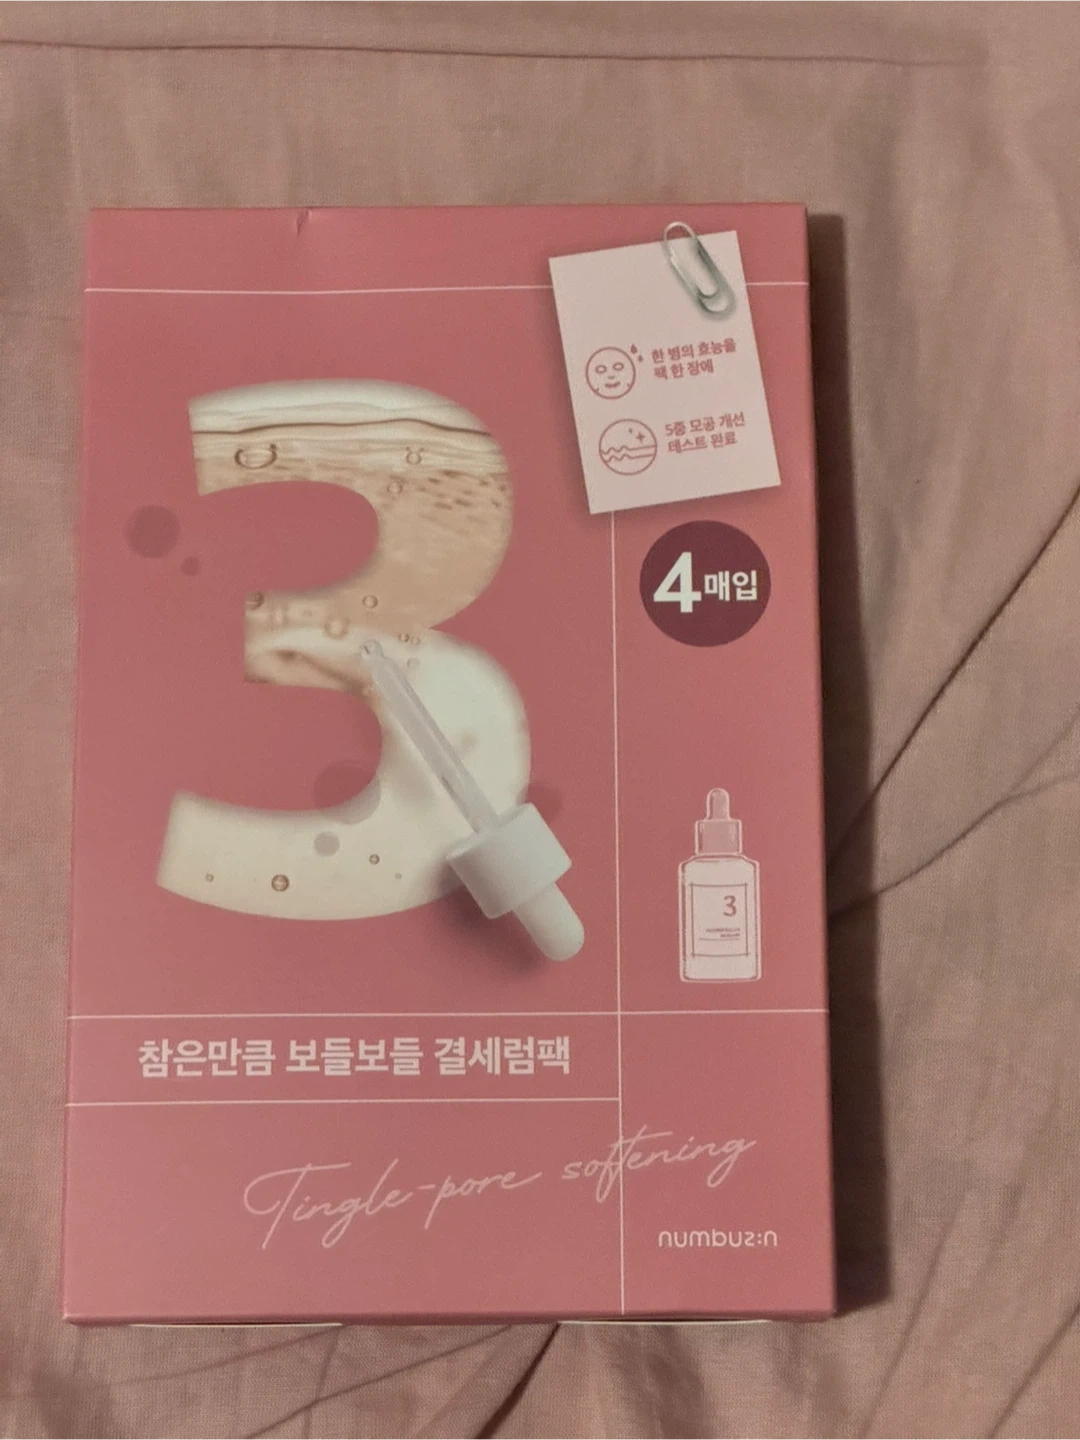 한 병의 효능을
팩 한 장에
5중 모공 개선
테스트 완료
4매입
3
3
참은만큼 보들보들 결세럼팩
Tingle-pore softening
numbuz:n